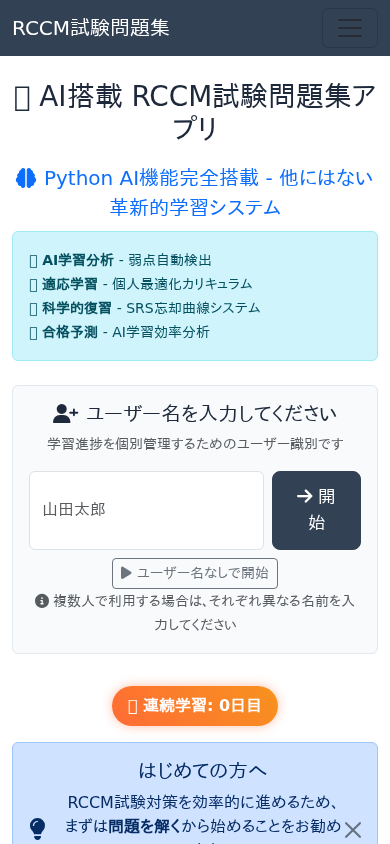 RCCM試験問題集
AI搭載 RCCM試験問題集ア
プリ
Python AI機能完全搭載 - 他にはない
革新的学習システム
AI学習分析 - 弱点自動検出
適応学習 - 個人最適化カリキュラム
科学的復習 - SRS忘却曲線システム
合格予測 - AI学習効率分析
ユーザー名を入力してください
学習進捗を個別管理するためのユーザー識別です
山田太郎
開
始
ユーザー名なしで開始
複数人で利用する場合は、それぞれ異なる名前を入
力してください
連続学習: 0日目
はじめての方へ
RCCM試験対策を効率的に進めるため、
まずは問題を解くから始めることをお勧め